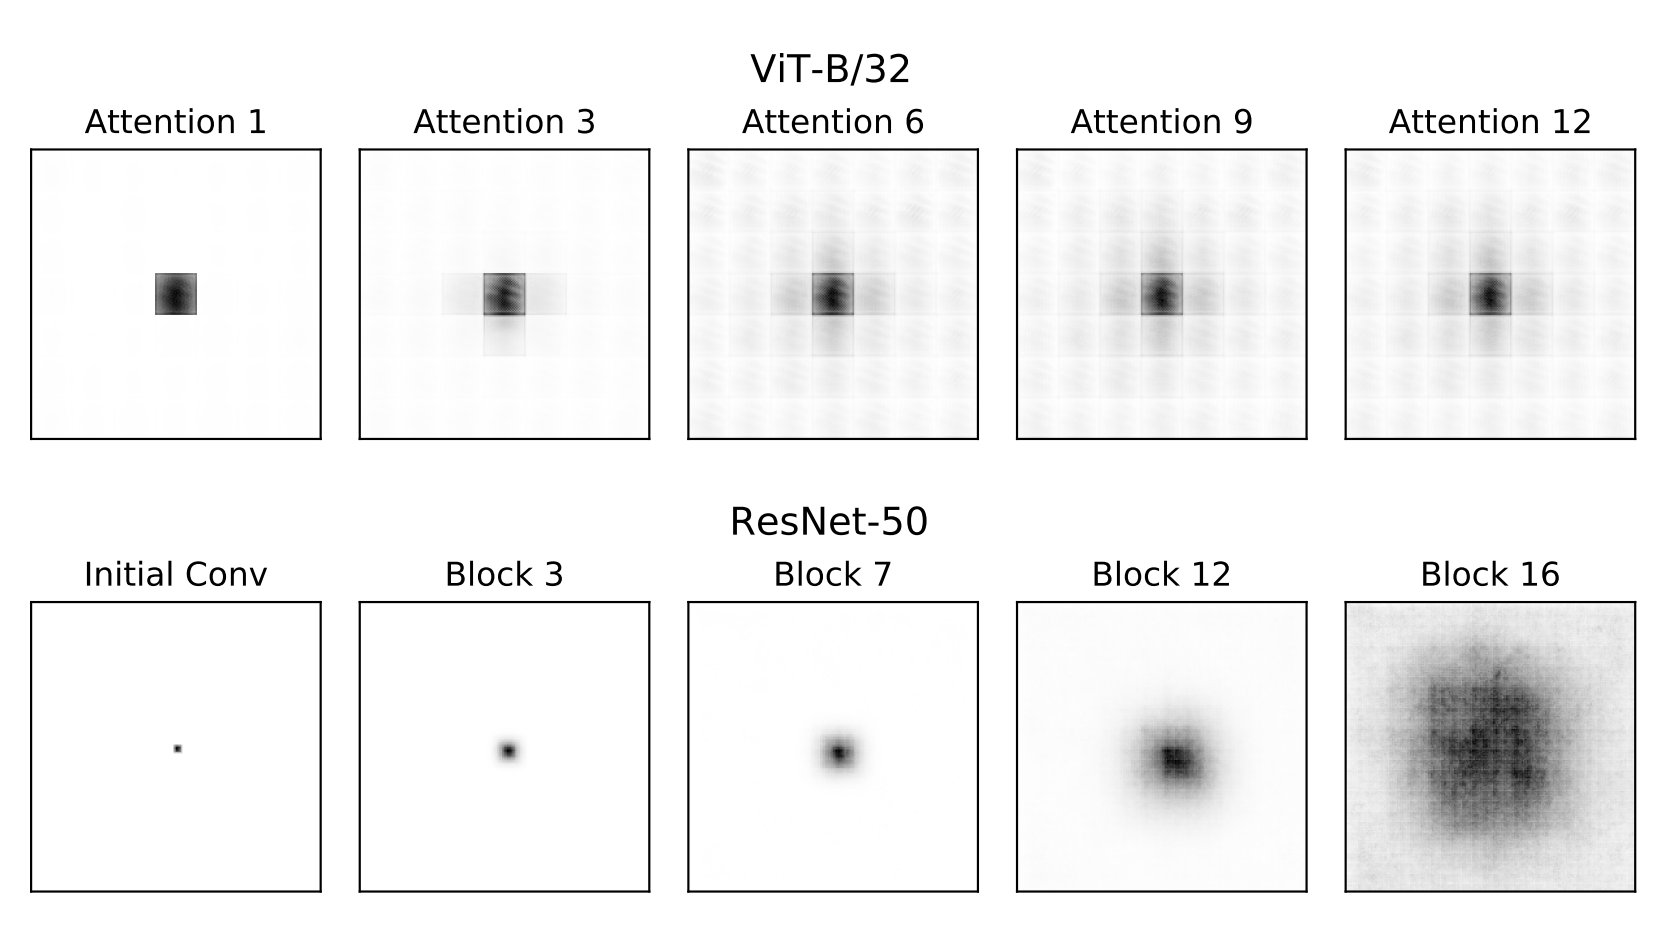 ViT-B/32
Attention 1 Attention 3 Attention 6 Attention 9 Attention 12
ResNet-50
Initial Conv Block 3 Block 7 Block 12 Block 16